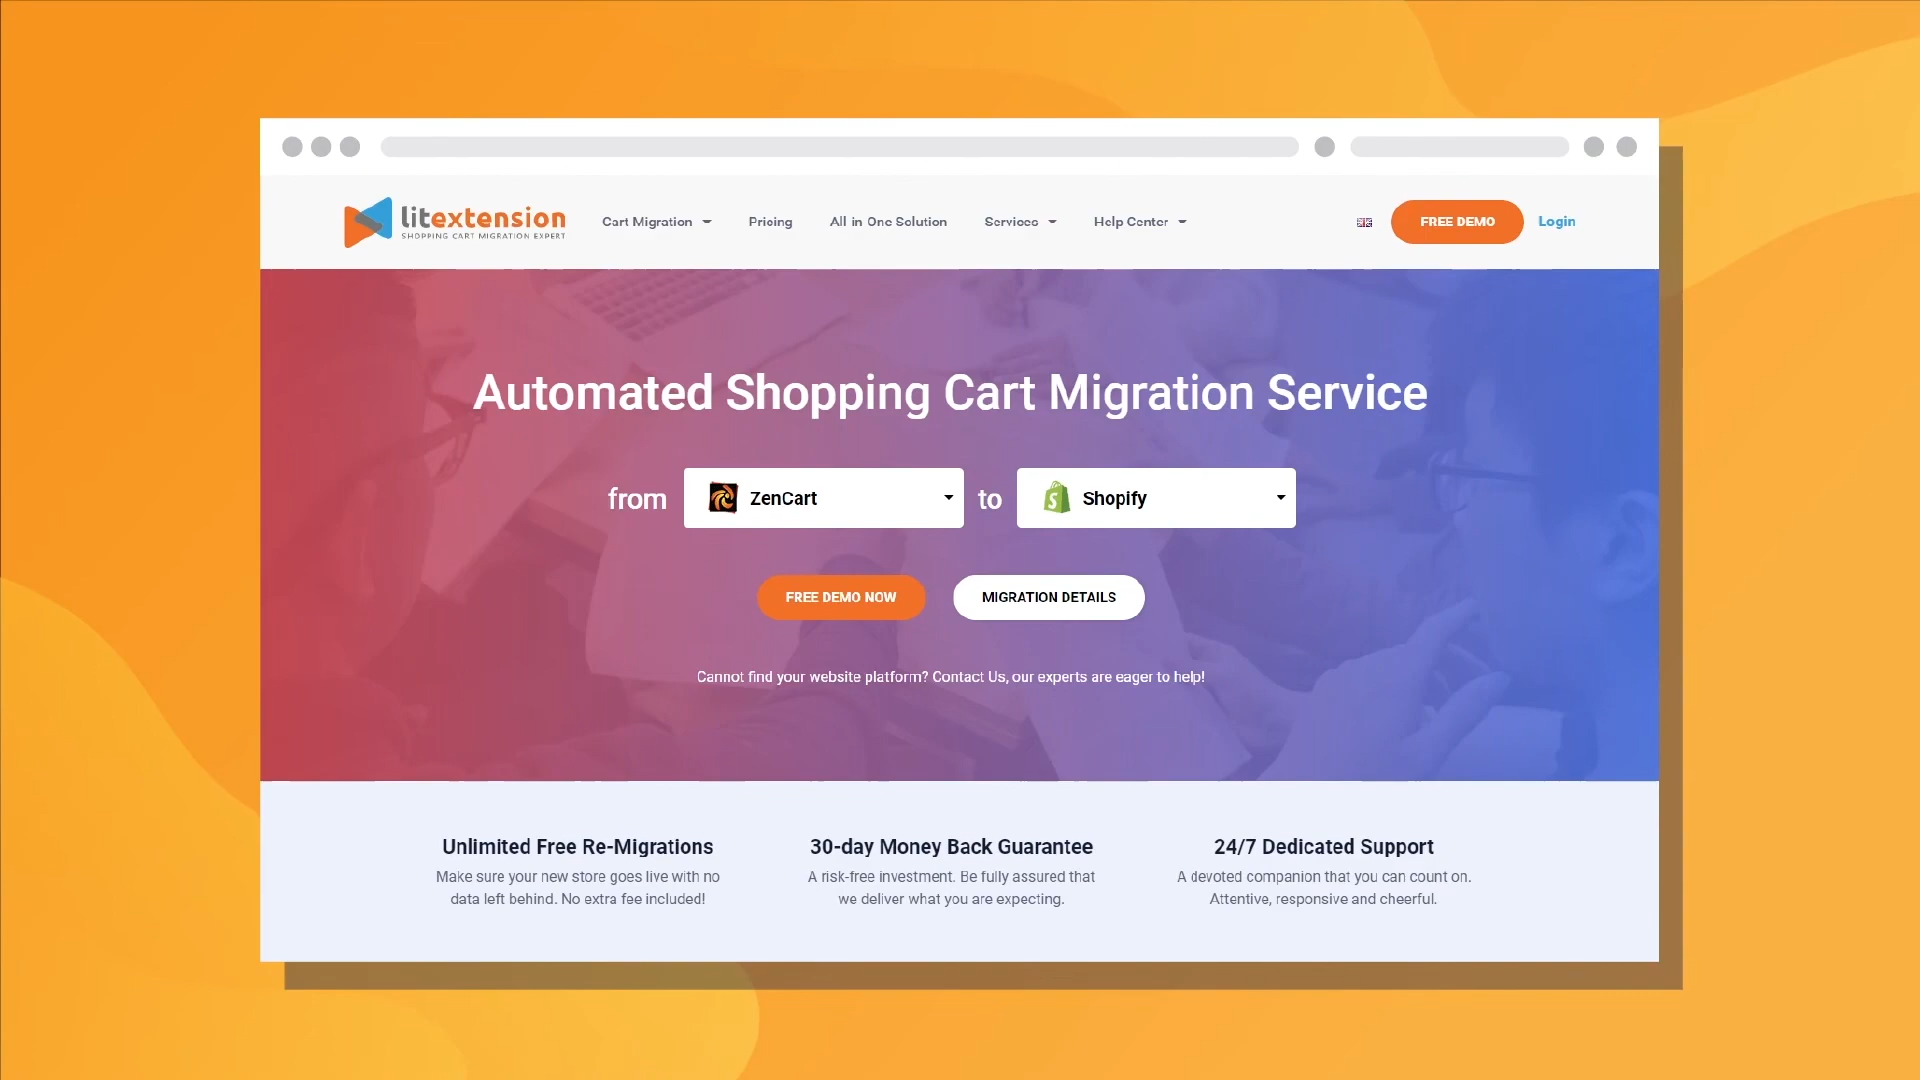 litextension
SHOPPING CART MIGRATION EXPERT
Cart Migration
Pricing
All-in-One Solution
Services
Help Center
FREE DEMO
Login
Automated Shopping Cart Migration Service
from
ZenCart
to
Shopify
FREE DEMO NOW
MIGRATION DETAILS
Cannot find your website platform? Contact Us, our experts are eager to help!
Unlimited Free Re-Migrations
Make sure your new store goes live with no
data left behind. No extra fee included!
30-day Money Back Guarantee
A risk-free investment. Be fully assured that
we deliver what you are expecting.
24/7 Dedicated Support
A devoted companion that you can count on.
Attentive, responsive and cheerful.